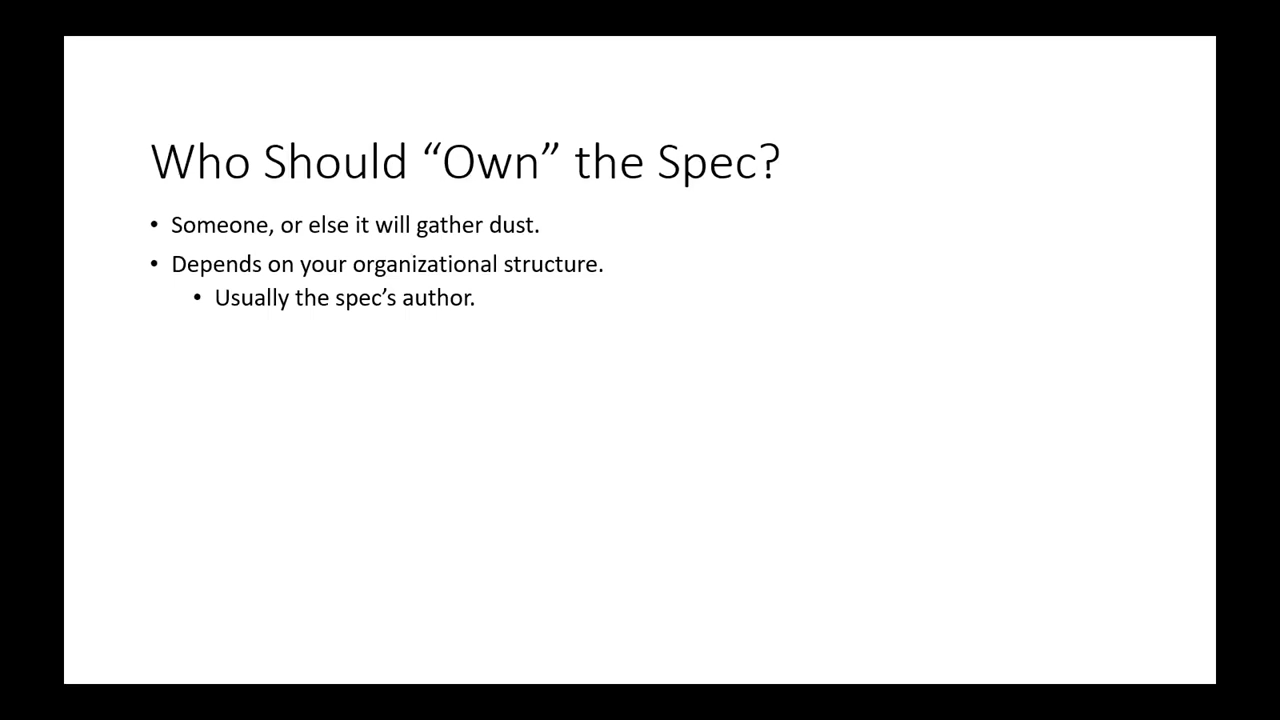 Who Should “Own” the Spec?
• Someone, or else it will gather dust.
• Depends on your organizational structure.
• Usually the spec’s author.